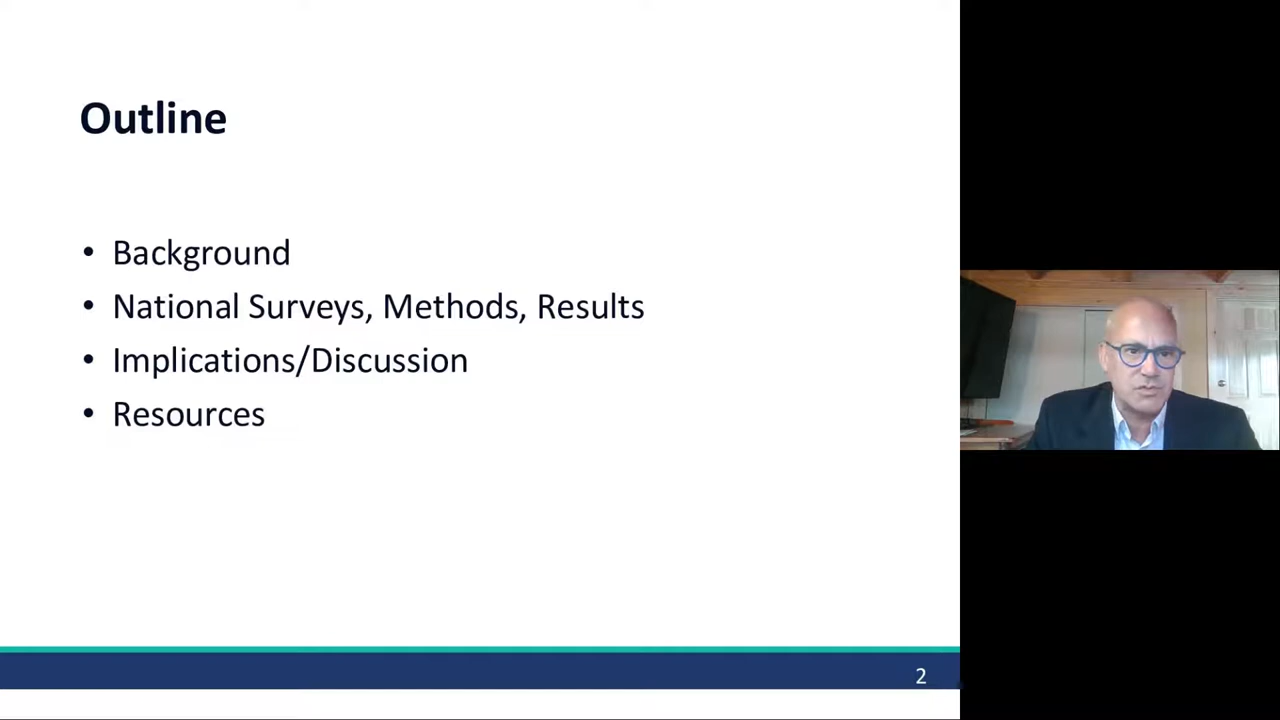 Outline
• Background
• National Surveys, Methods, Results
• Implications/Discussion
• Resources
2